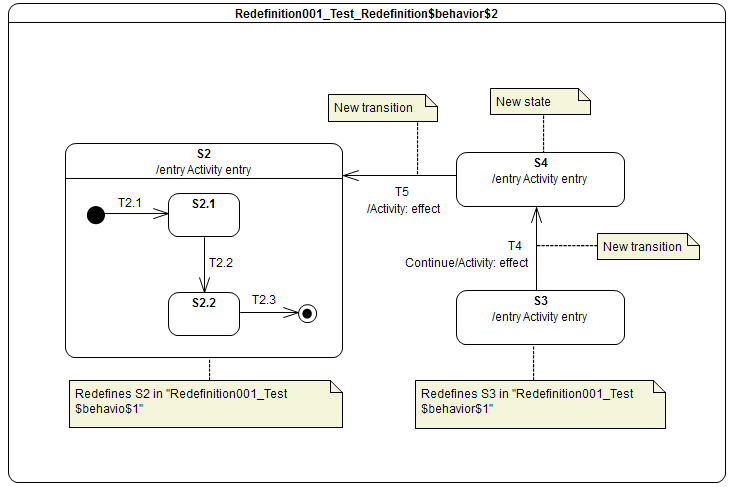 Redefinition001_Test_Redefinition$behavior$2
New transition
New state
S2
/entry Activity entry
S4
/entry Activity entry
T5
/Activity: effect
T2.1
S2.1
T4
Continue/Activity: effect
New transition
T2.2
S2.2
T2.3
S3
/entry Activity entry
Redefines S2 in "Redefinition001_Test
$behavio$1"
Redefines S3 in "Redefinition001_Test
$behavior$1"